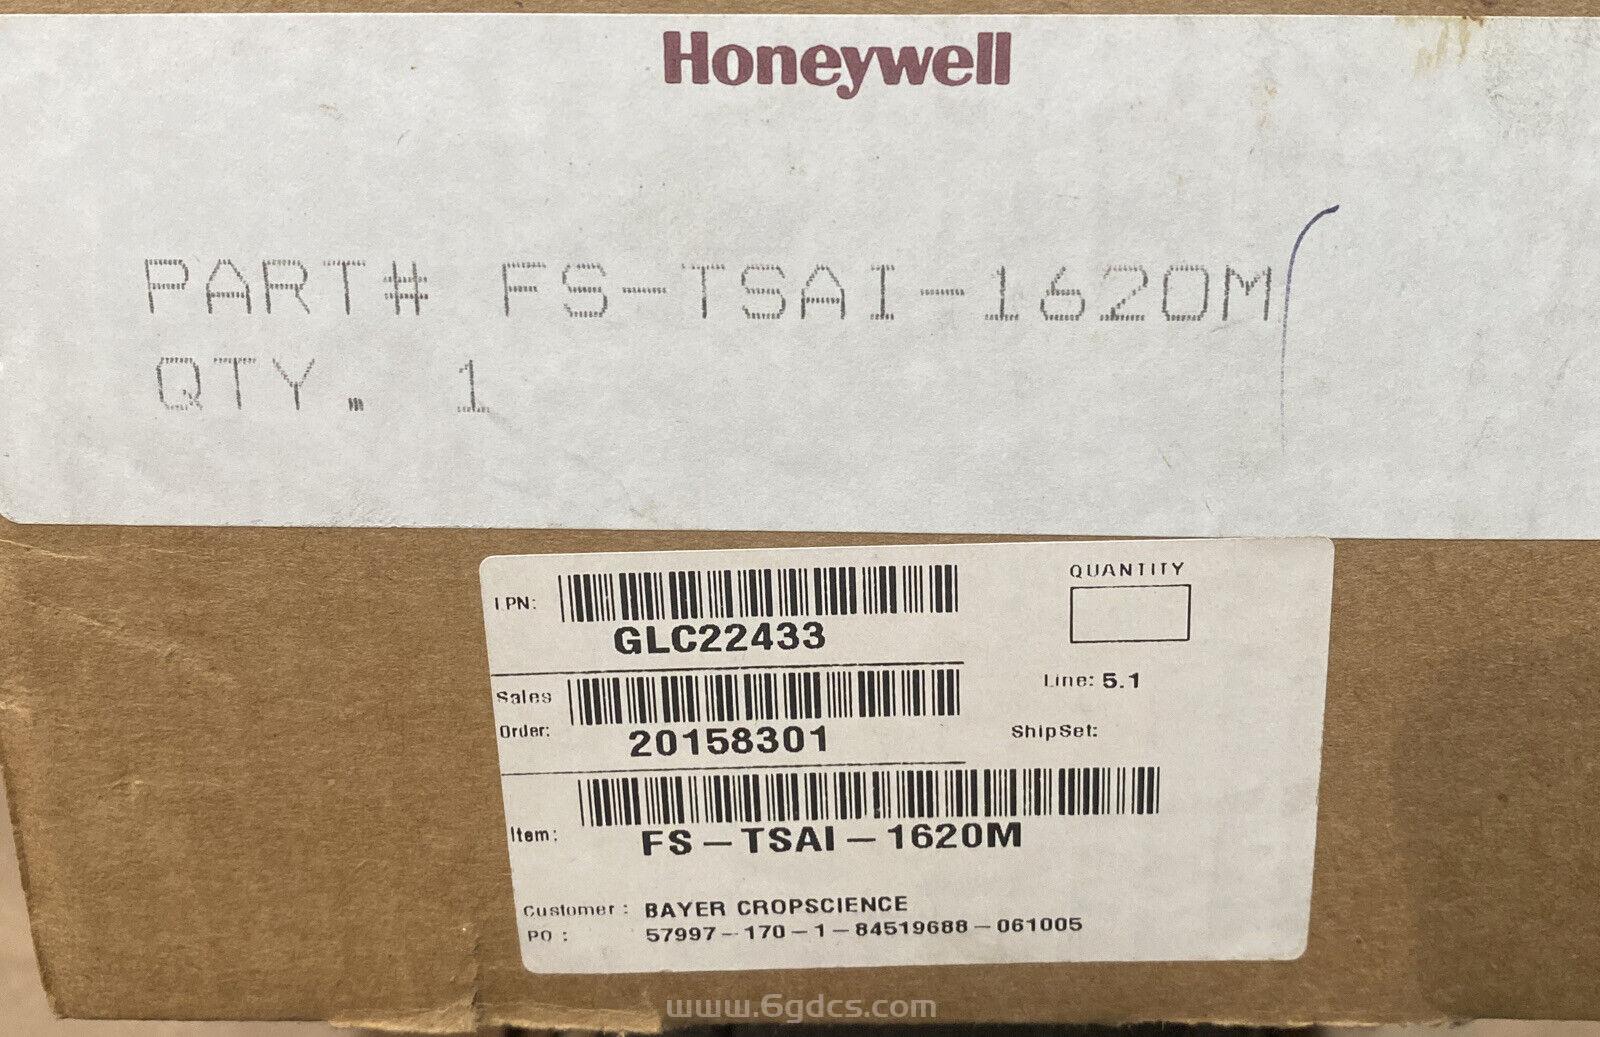 Honeywell
PART# FS-TSAI-1620M
QTY. 1
LPN:
GLC22433
QUANTITY
Sales
Order:
20158301
Line: 5.1
ShipSet:
Item:
FS-TSAI-1620M
Customer: BAYER CROPSCIENCE
PO: 57997-170-1-84519688-061005
www.6gdcs.com